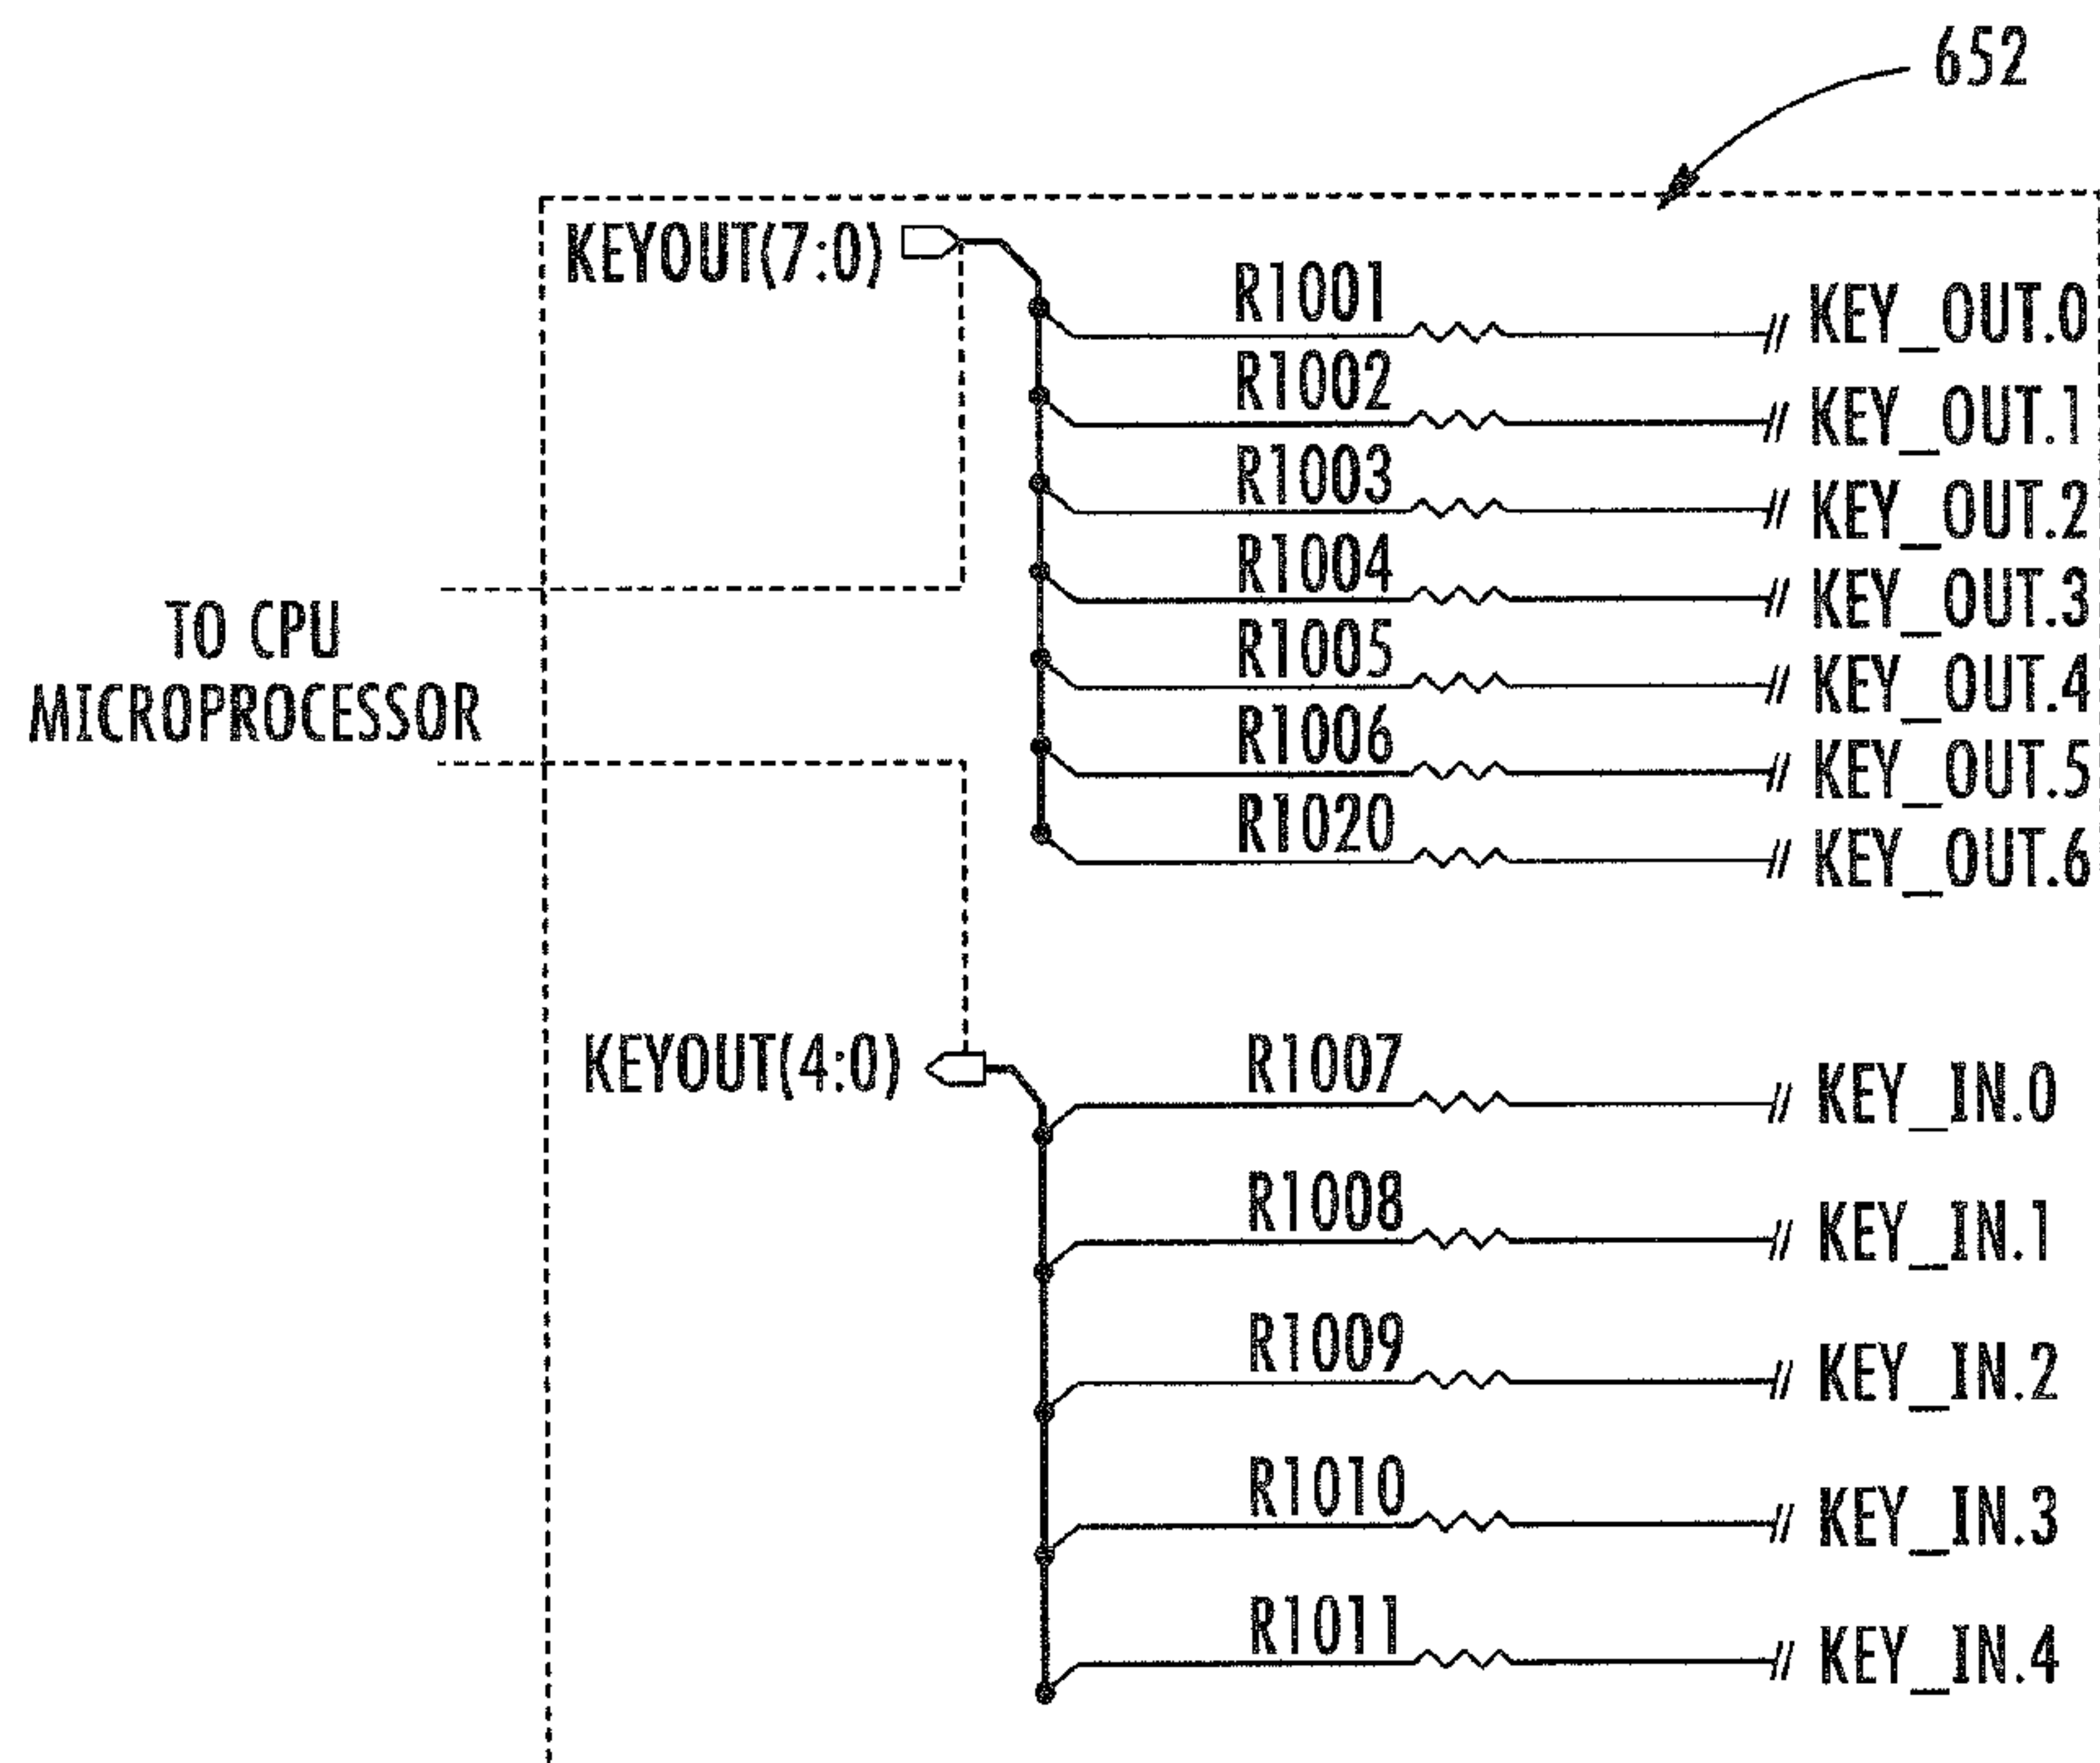 652
KEYOUT(7:0)
R1001
KEY_OUT.0
R1002
KEY_OUT.1
R1003
KEY_OUT.2
R1004
KEY_OUT.3
TO CPU
MICROPROCESSOR
R1005
KEY_OUT.4
R1006
KEY_OUT.5
R1020
KEY_OUT.6
KEYOUT(4:0)
R1007
KEY_IN.0
R1008
KEY_IN.1
R1009
KEY_IN.2
R1010
KEY_IN.3
R1011
KEY_IN.4